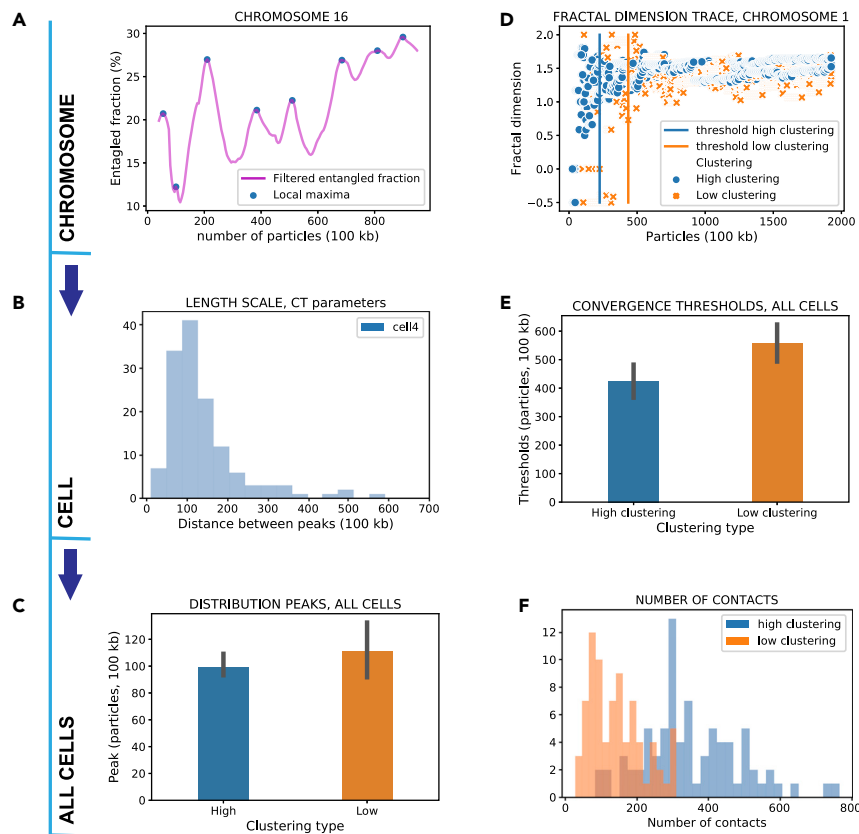 A
CHROMOSOME 16
Entagled fraction (%)
30
25
20
15
10
Filtered entangled fraction
Local maxima
0 200 400 600 800
number of particles (100 kb)
CHROMOSOME
B
LENGTH SCALE, CT parameters
cell4
40
30
20
10
0
0 100 200 300 400 500 600 700
Distance between peaks (100 kb)
CELL
C
DISTRIBUTION PEAKS, ALL CELLS
Peak (particles, 100 kb)
120
100
80
60
40
20
0
High Low
Clustering type
ALL CELLS
D
FRACTAL DIMENSION TRACE, CHROMOSOME 1
Fractal dimension
2.0
1.5
1.0
0.5
0.0
−0.5
threshold high clustering
threshold low clustering
Clustering
High clustering
Low clustering
0 500 1000 1500 2000
Particles (100 kb)
E
CONVERGENCE THRESHOLDS, ALL CELLS
Thresholds (particles, 100 kb)
600
500
400
300
200
100
0
High clustering Low clustering
Clustering type
F
NUMBER OF CONTACTS
high clustering
low clustering
12
10
8
6
4
2
0
0 200 400 600 800
Number of contacts